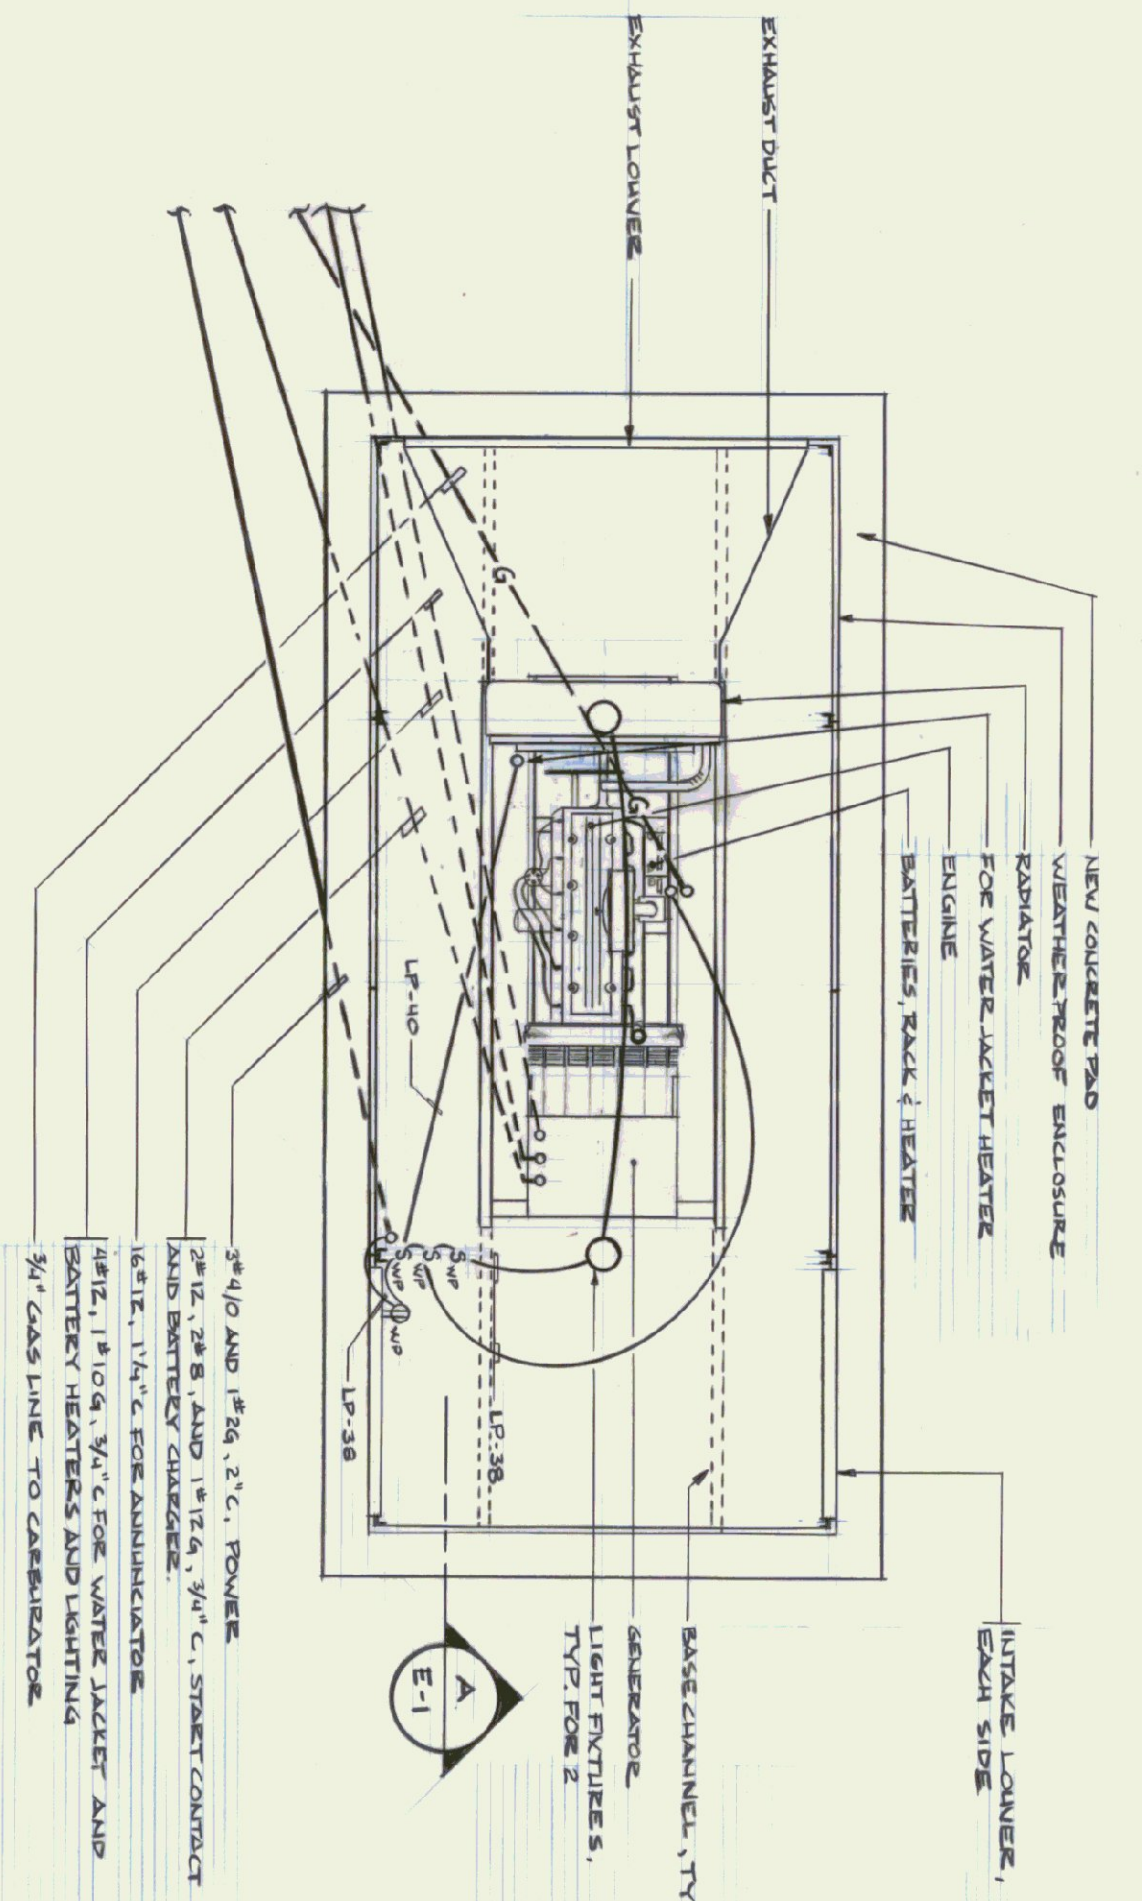 EXHAUST DUCT
EXHAUST LOUVER
NEW CONCRETE PAD
WEATHERPROOF ENCLOSURE
RADIATOR
FOR WATER JACKET HEATER
ENGINE
BATTERIES, RACK & HEATER
INTAKE LOUVER,
EACH SIDE
BASE CHANNEL, TY
GENERATOR
LIGHT FIXTURES,
TYP. FOR 2
G
G
LP-40
S WP
S WP
S WP
WP
LP-38
LP-38
A
E-1
3#4/0 AND 1#2G, 2"C, POWER
2#12, 2#8, AND 1#12G, 3/4"C, START CONTACT
AND BATTERY CHARGER.
16#12, 1 1/4"C FOR ANNUNCIATOR
4#12, 1#10G, 3/4"C FOR WATER JACKET AND
BATTERY HEATERS AND LIGHTING
3/4" GAS LINE TO CARBURATOR